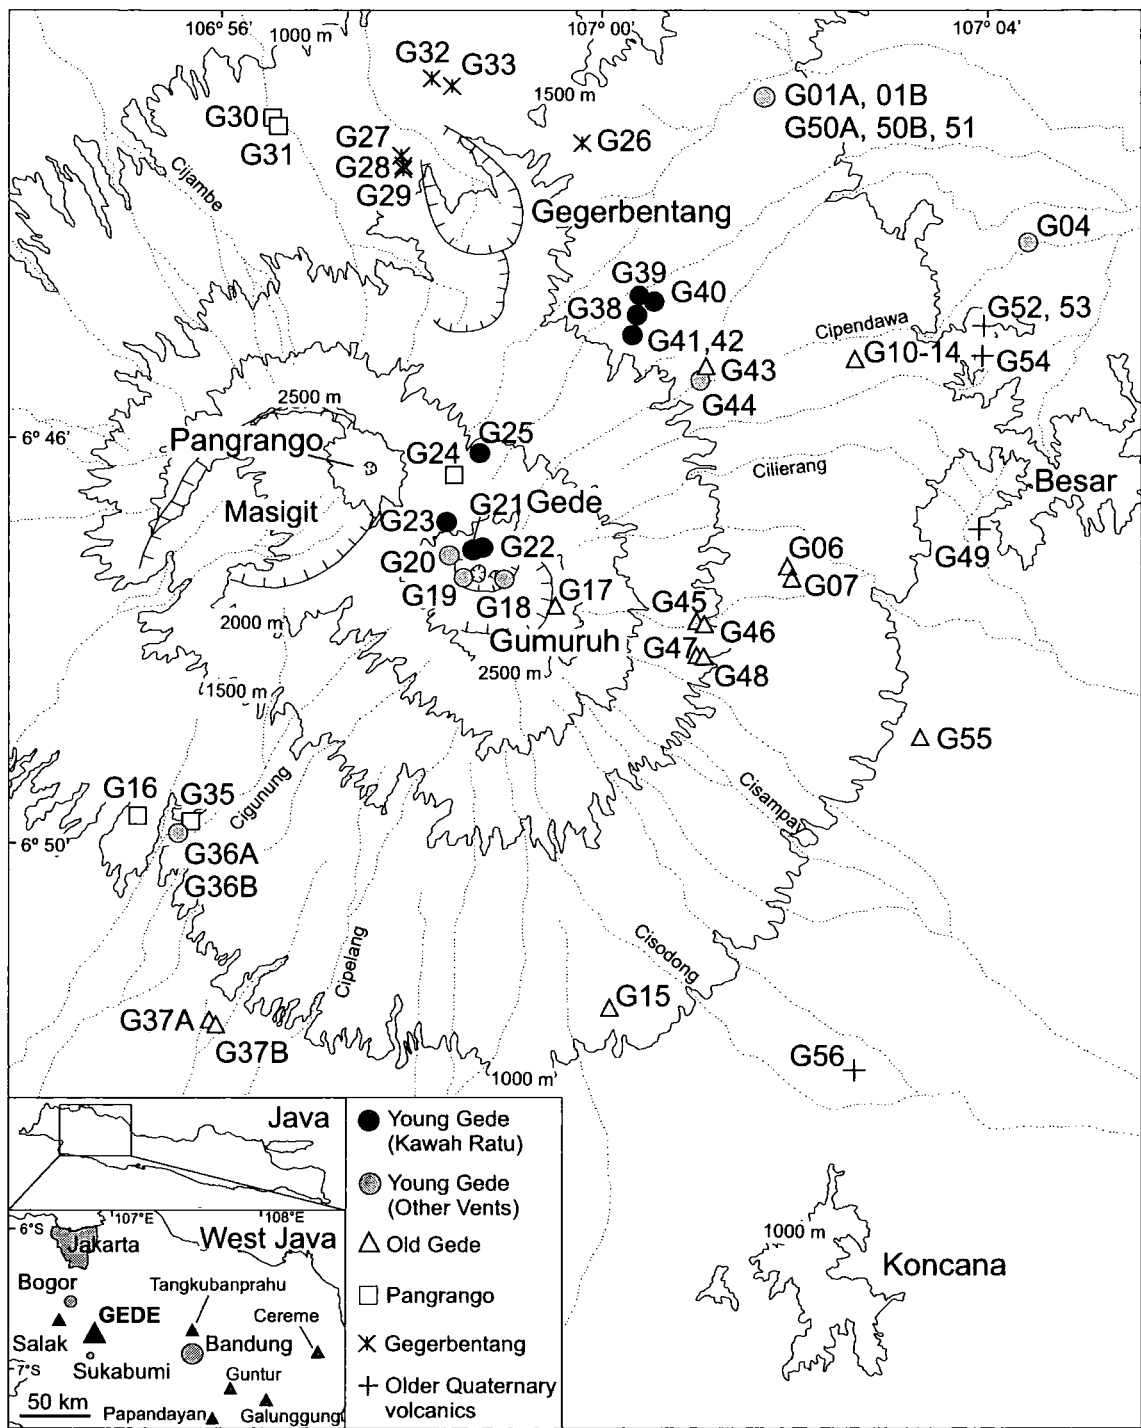 106° 56'
107° 00'
107° 04'
1000 m
G32
G33
1500 m
G01A, 01B
G50A, 50B, 51
G30
G31
G27
G28
G29
G26
Cijambe
Gegerbentang
G04
G39
G40
G38
G41,42
G52, 53
Cipendawa
G10-14
G54
G43
G44
2500 m
6° 46'
Pangrango
G25
G24
Cilierang
Besar
Masigit
G21
Gede
G23
G22
G20
G49
G06
G07
G19
G18
G17
G45
G46
2000 m
Gumuruh
G47
G48
2500 m
1500 m
G55
G16
G35
Cigunung
Cisampay
6° 50'
G36A
G36B
Cipelang
Cisodong
G15
G37A
G37B
G56
1000 m
Java
107°E
108°E
6°S
West Java
Jakarta
Bogor
Tangkubanprahu
GEDE
Cereme
Salak
Bandung
Sukabumi
7°S
Guntur
50 km
Papandayan
Galunggung
Young Gede
(Kawah Ratu)
Young Gede
(Other Vents)
Old Gede
Pangrango
Gegerbentang
Older Quaternary
volcanics
1000 m
Koncana